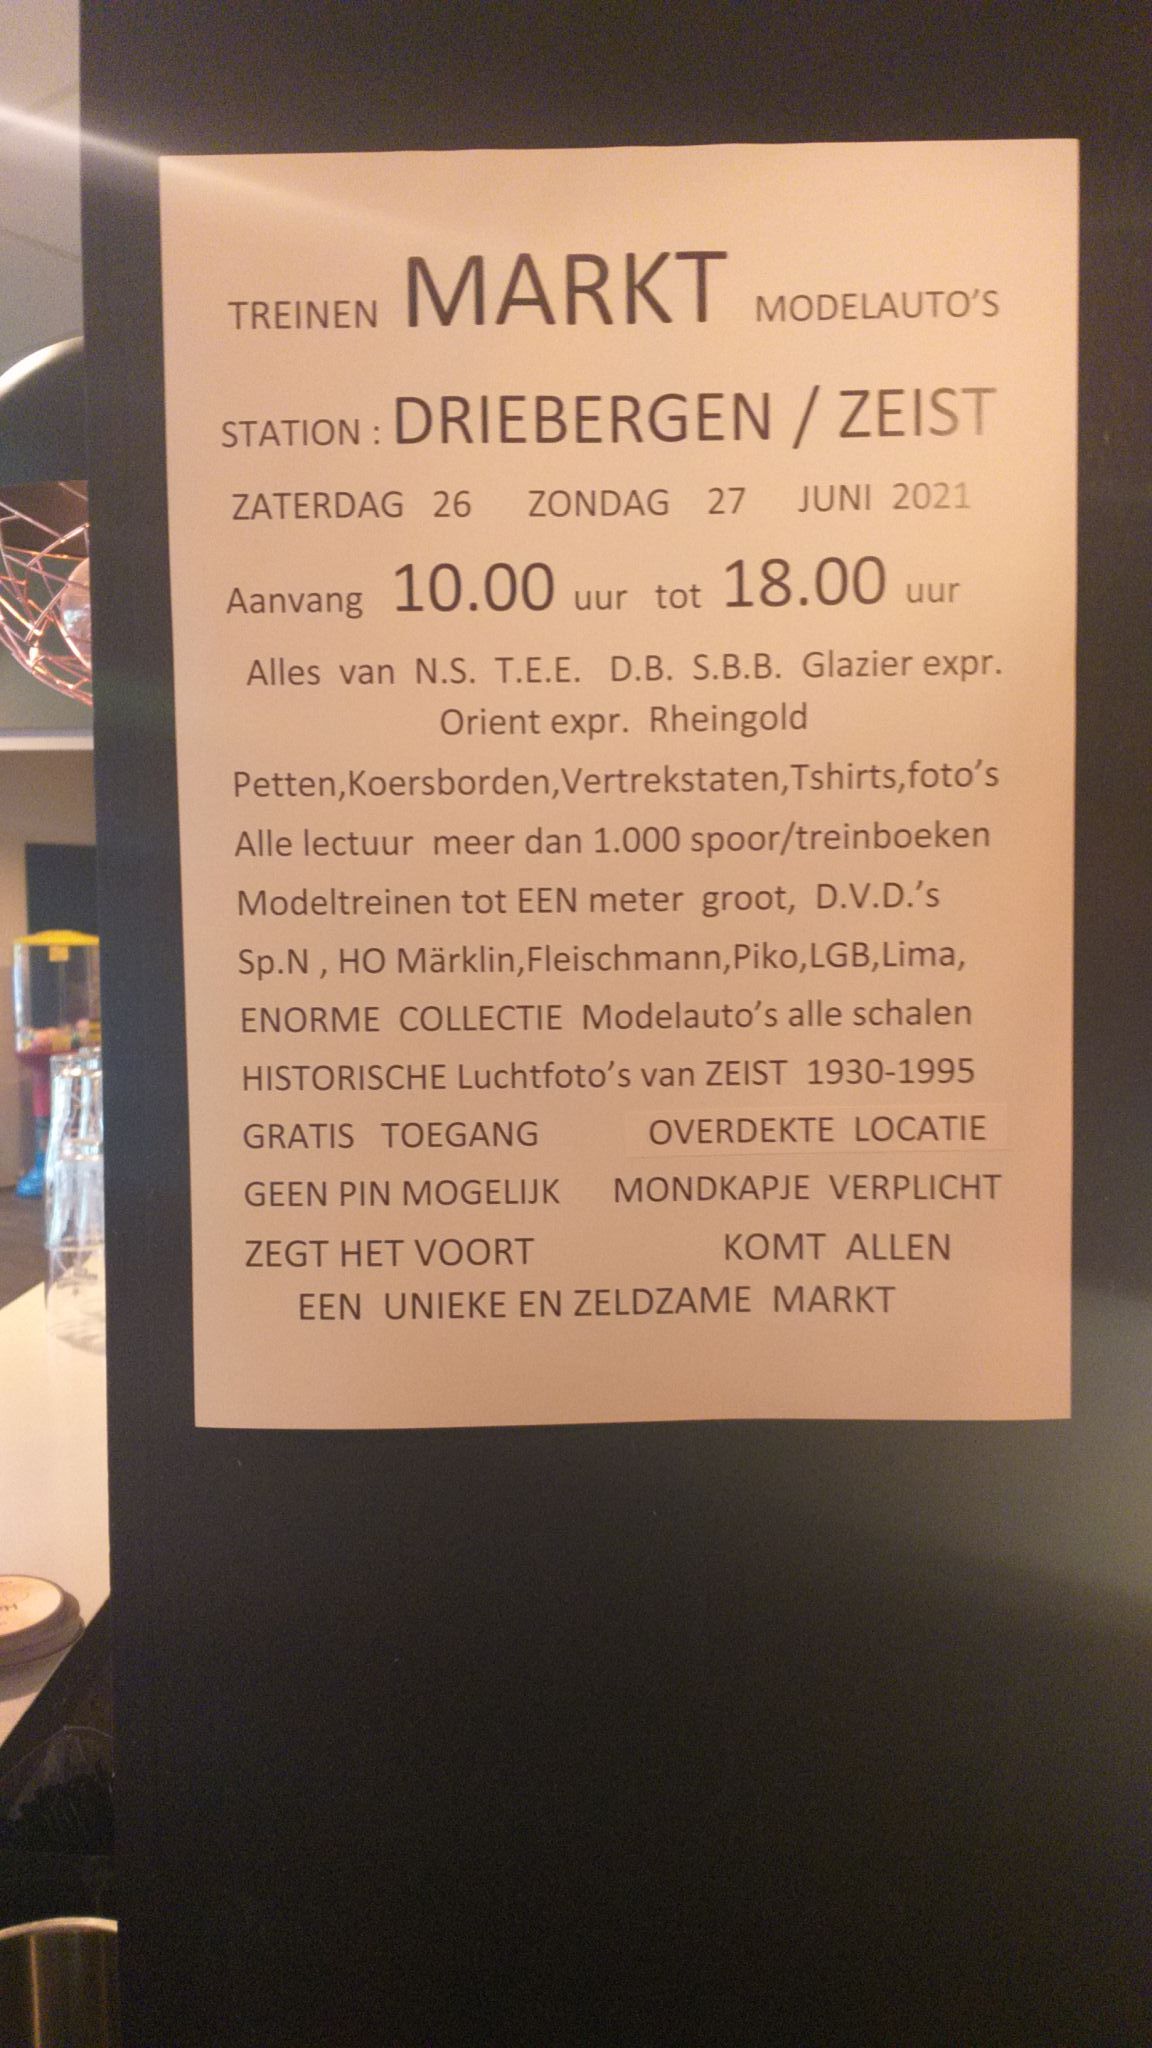 TREINEN MARKT MODELAUTO'S
STATION : DRIEBERGEN / ZEIST
ZATERDAG 26 ZONDAG 27 JUNI 2021
Aanvang 10.00 uur tot 18.00 uur
Alles van N.S. T.E.E. D.B. S.B.B. Glazier expr.
Orient expr. Rheingold
Petten,Koersborden,Vertrekstaten,Tshirts,foto's
Alle lectuur meer dan 1.000 spoor/treinboeken
Modeltreinen tot EEN meter groot, D.V.D.'s
Sp.N , HO Märklin,Fleischmann,Piko,LGB,Lima,
ENORME COLLECTIE Modelauto's alle schalen
HISTORISCHE Luchtfoto's van ZEIST 1930-1995
GRATIS TOEGANG OVERDEKTE LOCATIE
GEEN PIN MOGELIJK MONDKAPJE VERPLICHT
ZEGT HET VOORT KOMT ALLEN
EEN UNIEKE EN ZELDZAME MARKT